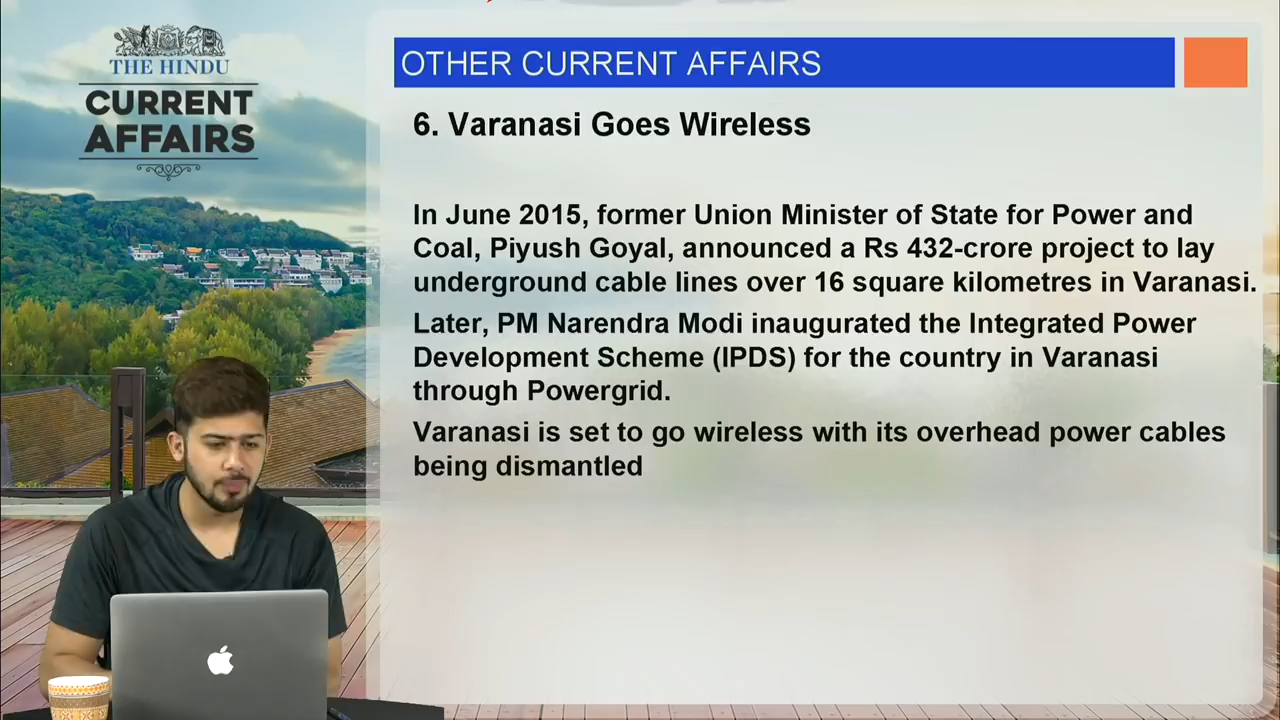 THE HINDU
CURRENT
AFFAIRS
OTHER CURRENT AFFAIRS
6. Varanasi Goes Wireless
In June 2015, former Union Minister of State for Power and
Coal, Piyush Goyal, announced a Rs 432-crore project to lay
underground cable lines over 16 square kilometres in Varanasi.
Later, PM Narendra Modi inaugurated the Integrated Power
Development Scheme (IPDS) for the country in Varanasi
through Powergrid.
Varanasi is set to go wireless with its overhead power cables
being dismantled